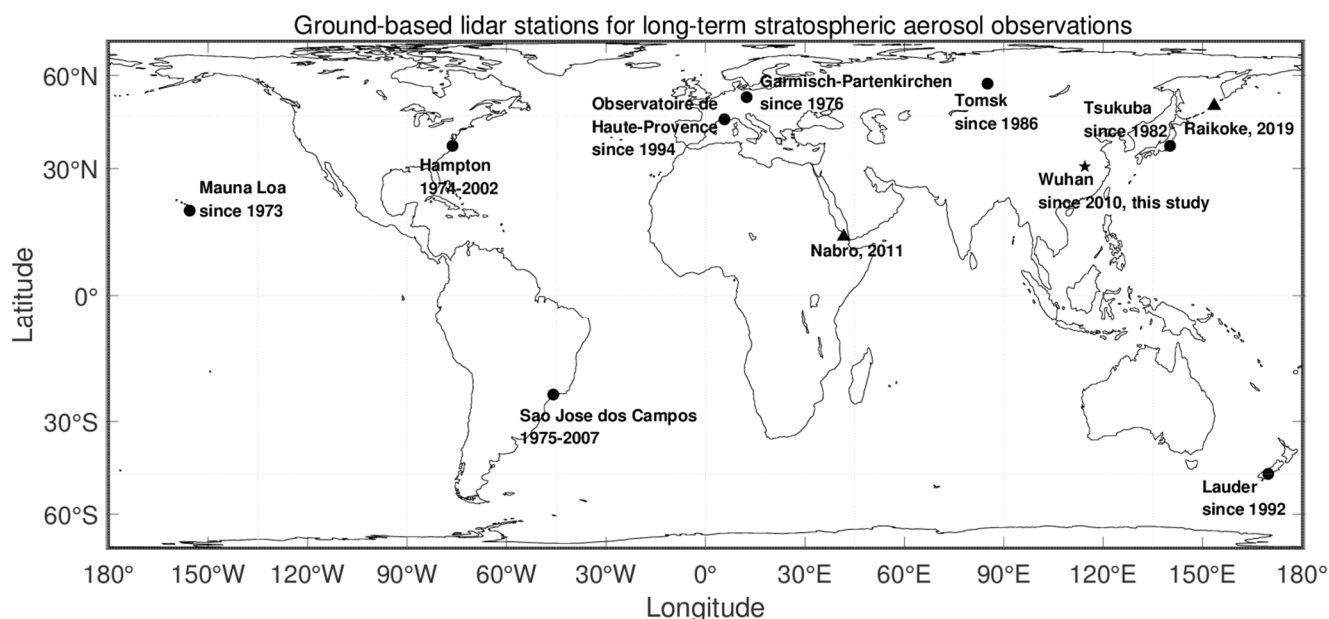 Ground-based lidar stations for long-term stratospheric aerosol observations
Latitude
60°N
30°N
0°
30°S
60°S
Garmisch-Partenkirchen
since 1976
Observatoire de
Haute-Provence
since 1994
Tomsk
since 1986
Tsukuba
since 1982
Raikoke, 2019
Hampton
1974-2002
Mauna Loa
since 1973
Wuhan
since 2010, this study
Nabro, 2011
Sao Jose dos Campos
1975-2007
Lauder
since 1992
180° 150°W 120°W 90°W 60°W 30°W 0° 30°E 60°E 90°E 120°E 150°E 180°
Longitude